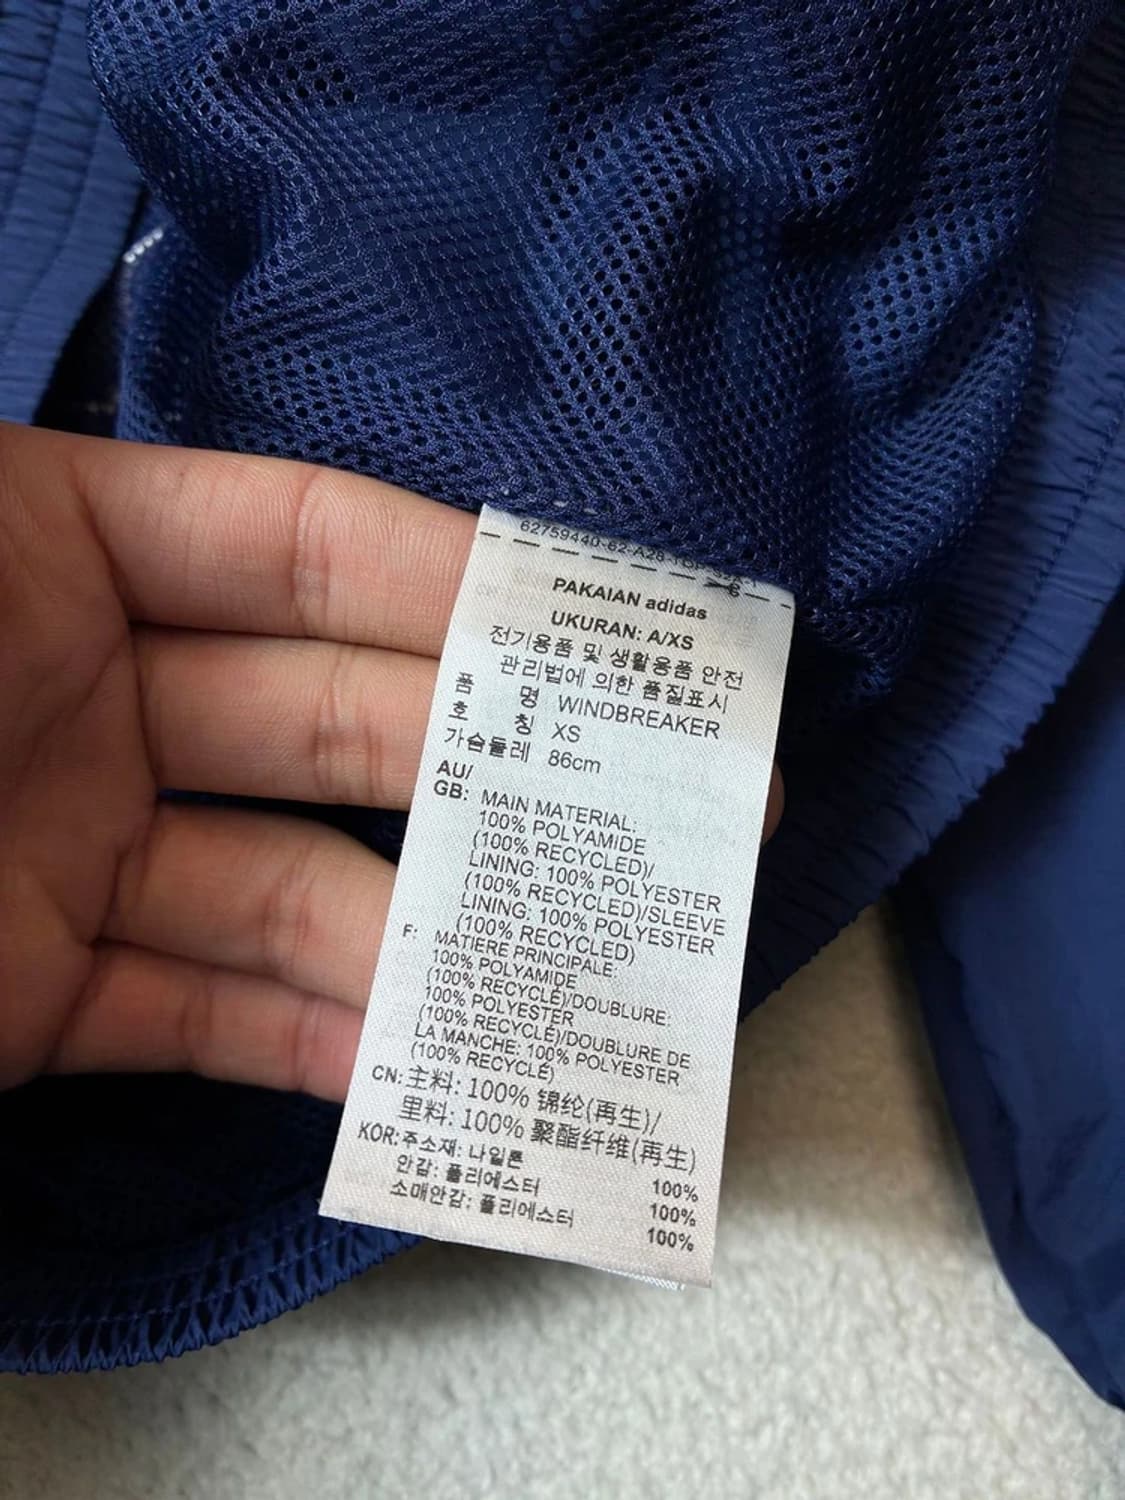 PAKAIAN adidas
UKURAN: A/XS
전기용품 및 생활용품 안전
관리법에 의한 품질표시
품 명 WINDBREAKER
호 칭 XS
가슴둘레 86cm
AU/
GB: MAIN MATERIAL:
100% POLYAMIDE
(100% RECYCLED)/
LINING: 100% POLYESTER
(100% RECYCLED)/SLEEVE
LINING: 100% POLYESTER
(100% RECYCLED)
F: MATIERE PRINCIPALE:
100% POLYAMIDE
(100% RECYCLÉ)/DOUBLURE:
100% POLYESTER
(100% RECYCLÉ)/DOUBLURE DE
LA MANCHE: 100% POLYESTER
(100% RECYCLÉ)
CN: 主料: 100% 锦纶(再生)/
里料: 100% 聚酯纤维(再生)
KOR: 주소재: 나일론 100%
안감: 폴리에스터 100%
소매안감: 폴리에스터 100%